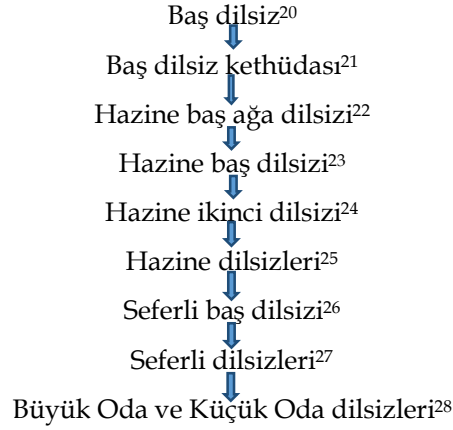 Baş dilsiz20
Baş dilsiz kethüdası21
Hazine baş ağa dilsizi22
Hazine baş dilsizi23
Hazine ikinci dilsizi24
Hazine dilsizleri25
Seferli baş dilsizi26
Seferli dilsizleri27
Büyük Oda ve Küçük Oda dilsizleri28